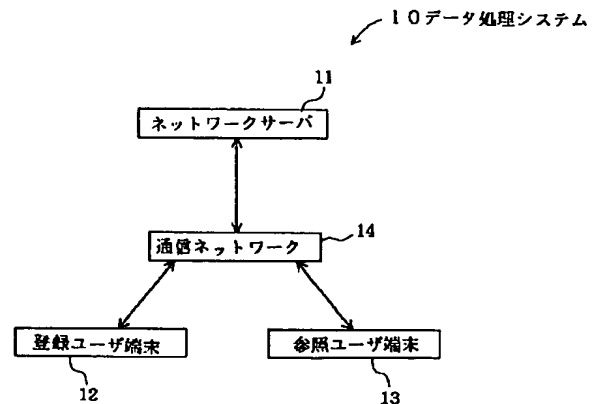 10データ処理システム
11
ネットワークサーバ
通信ネットワーク
14
登録ユーザ端末
参照ユーザ端末
12
13